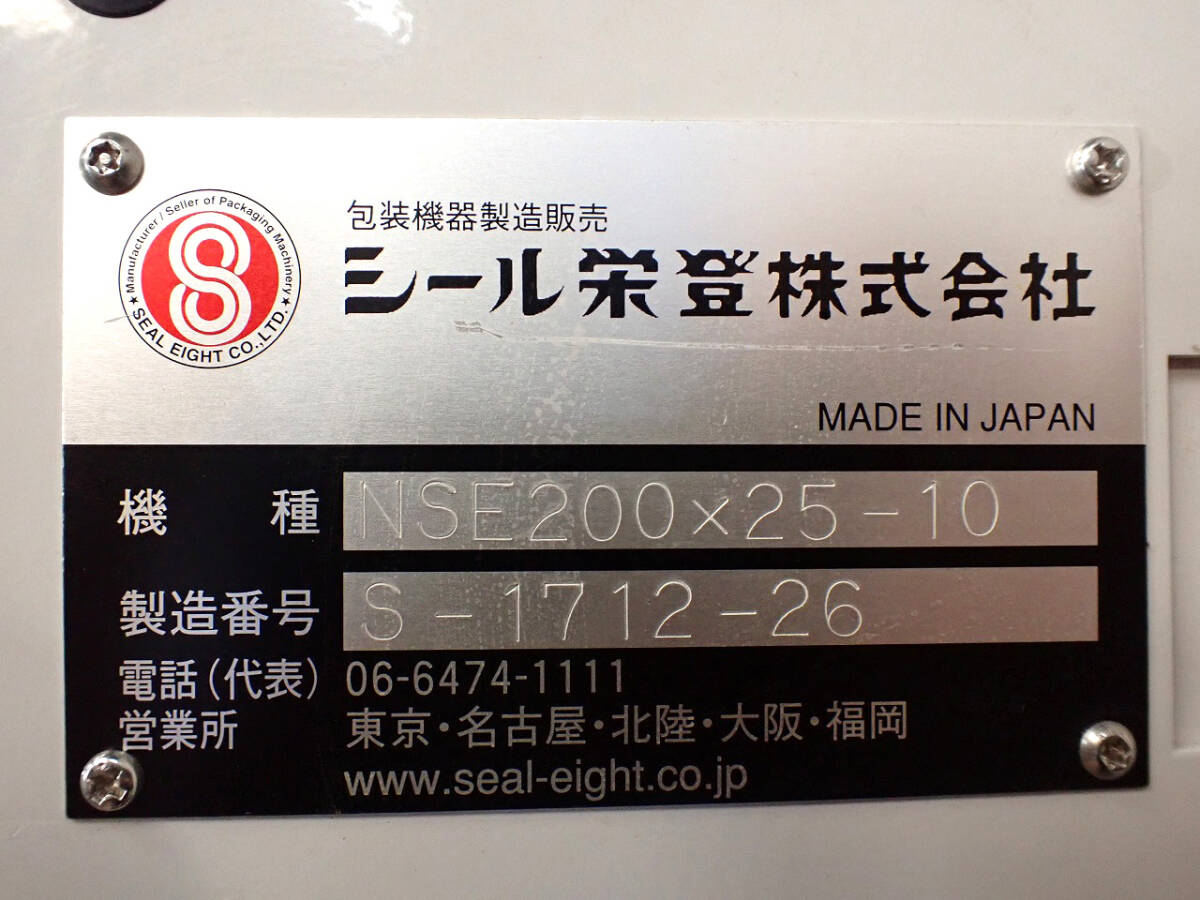 Manufacturer / Seller of Packaging Machinery
★ SEAL EIGHT CO.,LTD. ★
包装機器製造販売
シール栄登株式会社
MADE IN JAPAN
機 種 NSE200×25-10
製造番号 S-1712-26
電話(代表) 06-6474-1111
営業所 東京・名古屋・北陸・大阪・福岡
www.seal-eight.co.jp